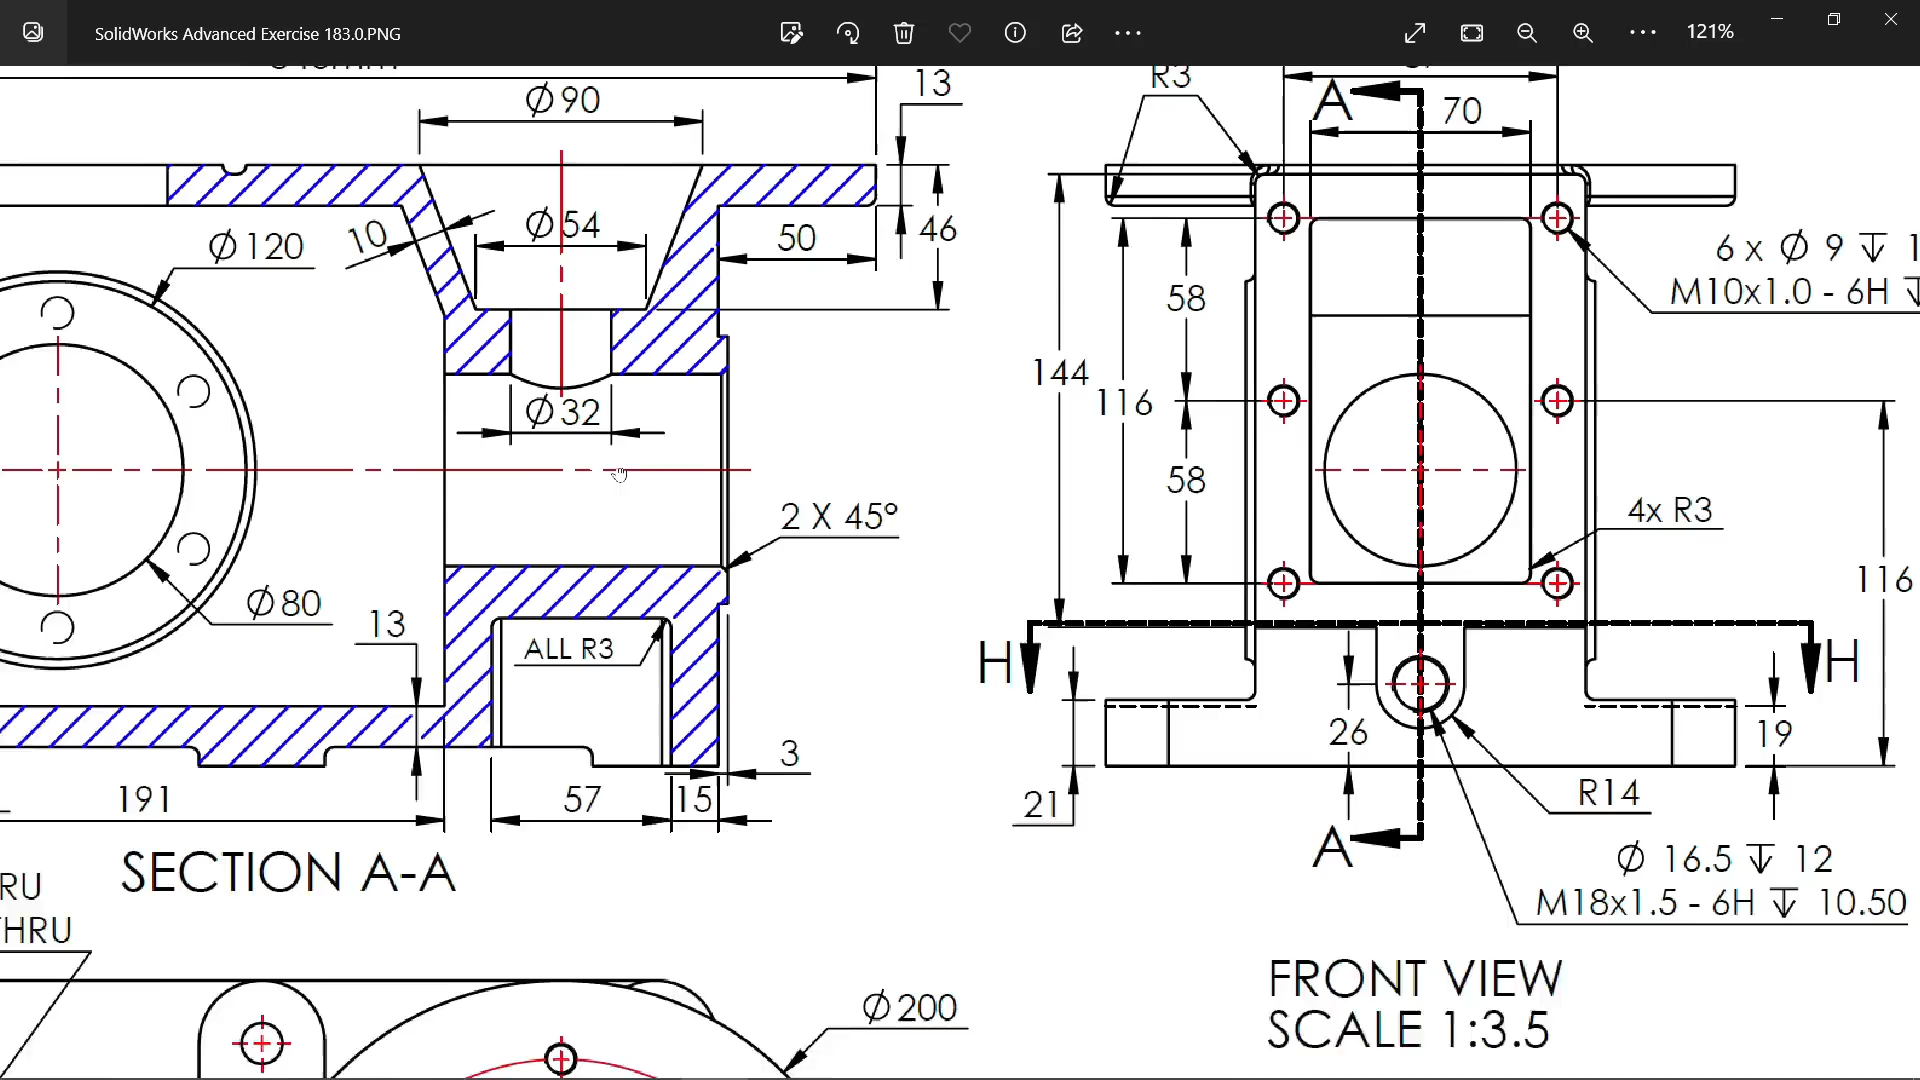 SolidWorks Advanced Exercise 183.0.PNG
121%
13
R3
Ø90
A
70
Ø120
10
Ø54
50
46
58
6 x Ø 9 ↧ 1
M10x1.0 - 6H ↧
144
116
Ø32
58
2 X 45°
4x R3
116
Ø80
13
ALL R3
H
H
3
26
19
191
57
15
21
R14
SECTION A-A
A
Ø 16.5 ↧ 12
M18x1.5 - 6H ↧ 10.50
RU
THRU
FRONT VIEW
SCALE 1:3.5
Ø200